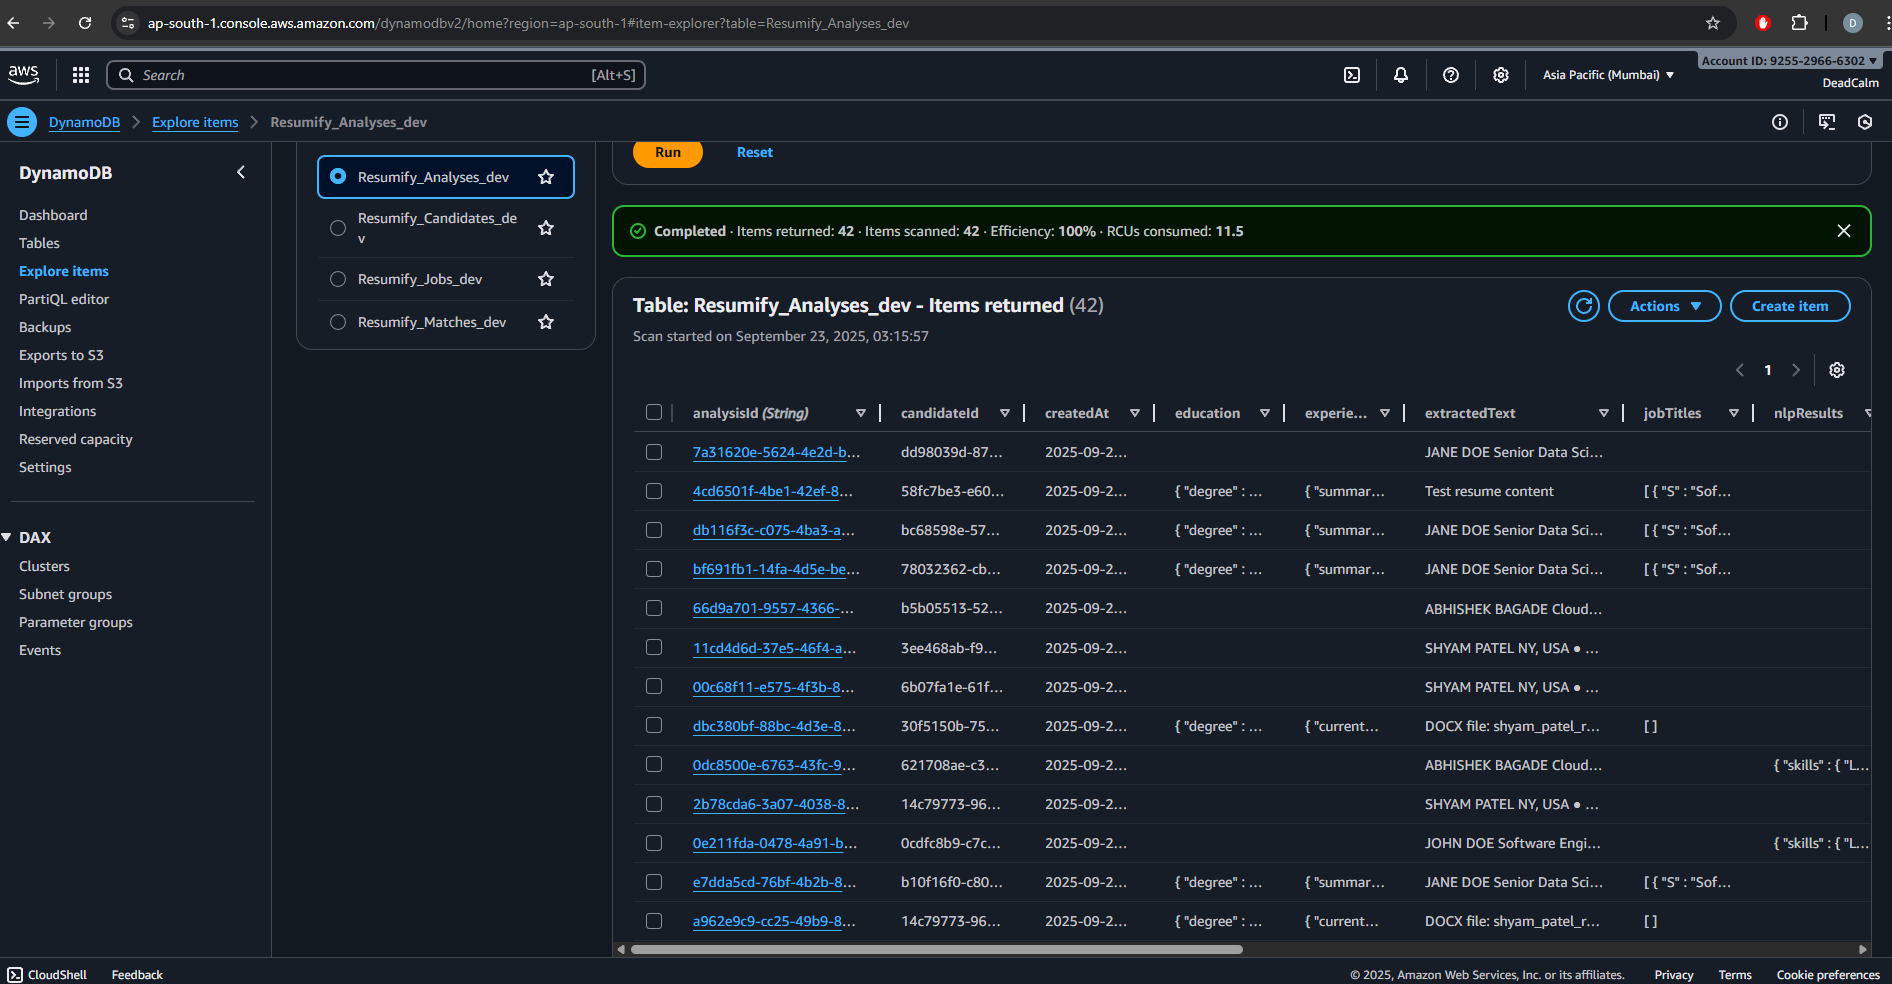 ap-south-1.console.aws.amazon.com/dynamodbv2/home?region=ap-south-1#item-explorer?table=Resumify_Analyses_dev
D
aws
Search
[Alt+S]
Asia Pacific (Mumbai)
Account ID: 9255-2966-6302
DeadCalm
DynamoDB
Explore items
Resumify_Analyses_dev
DynamoDB
Dashboard
Tables
Explore items
PartiQL editor
Backups
Exports to S3
Imports from S3
Integrations
Reserved capacity
Settings
DAX
Clusters
Subnet groups
Parameter groups
Events
Resumify_Analyses_dev
Resumify_Candidates_de
v
Resumify_Jobs_dev
Resumify_Matches_dev
Run
Reset
Completed · Items returned: 42 · Items scanned: 42 · Efficiency: 100% · RCUs consumed: 11.5
Table: Resumify_Analyses_dev - Items returned (42)
Scan started on September 23, 2025, 03:15:57
Actions
Create item
1
analysisId (String) candidateId createdAt education experie... extractedText jobTitles nlpResults
7a31620e-5624-4e2d-b... dd98039d-87... 2025-09-2... JANE DOE Senior Data Sci...
4cd6501f-4be1-42ef-8... 58fc7be3-e60... 2025-09-2... { "degree" : ... { "summar... Test resume content [ { "S" : "Sof...
db116f3c-c075-4ba3-a... bc68598e-57... 2025-09-2... { "degree" : ... { "summar... JANE DOE Senior Data Sci... [ { "S" : "Sof...
bf691fb1-14fa-4d5e-be... 78032362-cb... 2025-09-2... { "degree" : ... { "summar... JANE DOE Senior Data Sci... [ { "S" : "Sof...
66d9a701-9557-4366-... b5b05513-52... 2025-09-2... ABHISHEK BAGADE Cloud...
11cd4d6d-37e5-46f4-a... 3ee468ab-f9... 2025-09-2... SHYAM PATEL NY, USA ● ...
00c68f11-e575-4f3b-8... 6b07fa1e-61f... 2025-09-2... SHYAM PATEL NY, USA ● ...
dbc380bf-88bc-4d3e-8... 30f5150b-75... 2025-09-2... { "degree" : ... { "current... DOCX file: shyam_patel_r... [ ]
0dc8500e-6763-43fc-9... 621708ae-c3... 2025-09-2... ABHISHEK BAGADE Cloud... { "skills" : { "L...
2b78cda6-3a07-4038-8... 14c79773-96... 2025-09-2... SHYAM PATEL NY, USA ● ...
0e211fda-0478-4a91-b... 0cdfc8b9-c7c... 2025-09-2... JOHN DOE Software Engi... { "skills" : { "L...
e7dda5cd-76bf-4b2b-8... b10f16f0-c80... 2025-09-2... { "degree" : ... { "summar... JANE DOE Senior Data Sci... [ { "S" : "Sof...
a962e9c9-cc25-49b9-8... 14c79773-96... 2025-09-2... { "degree" : ... { "current... DOCX file: shyam_patel_r... [ ]
CloudShell
Feedback
© 2025, Amazon Web Services, Inc. or its affiliates.
Privacy
Terms
Cookie preferences